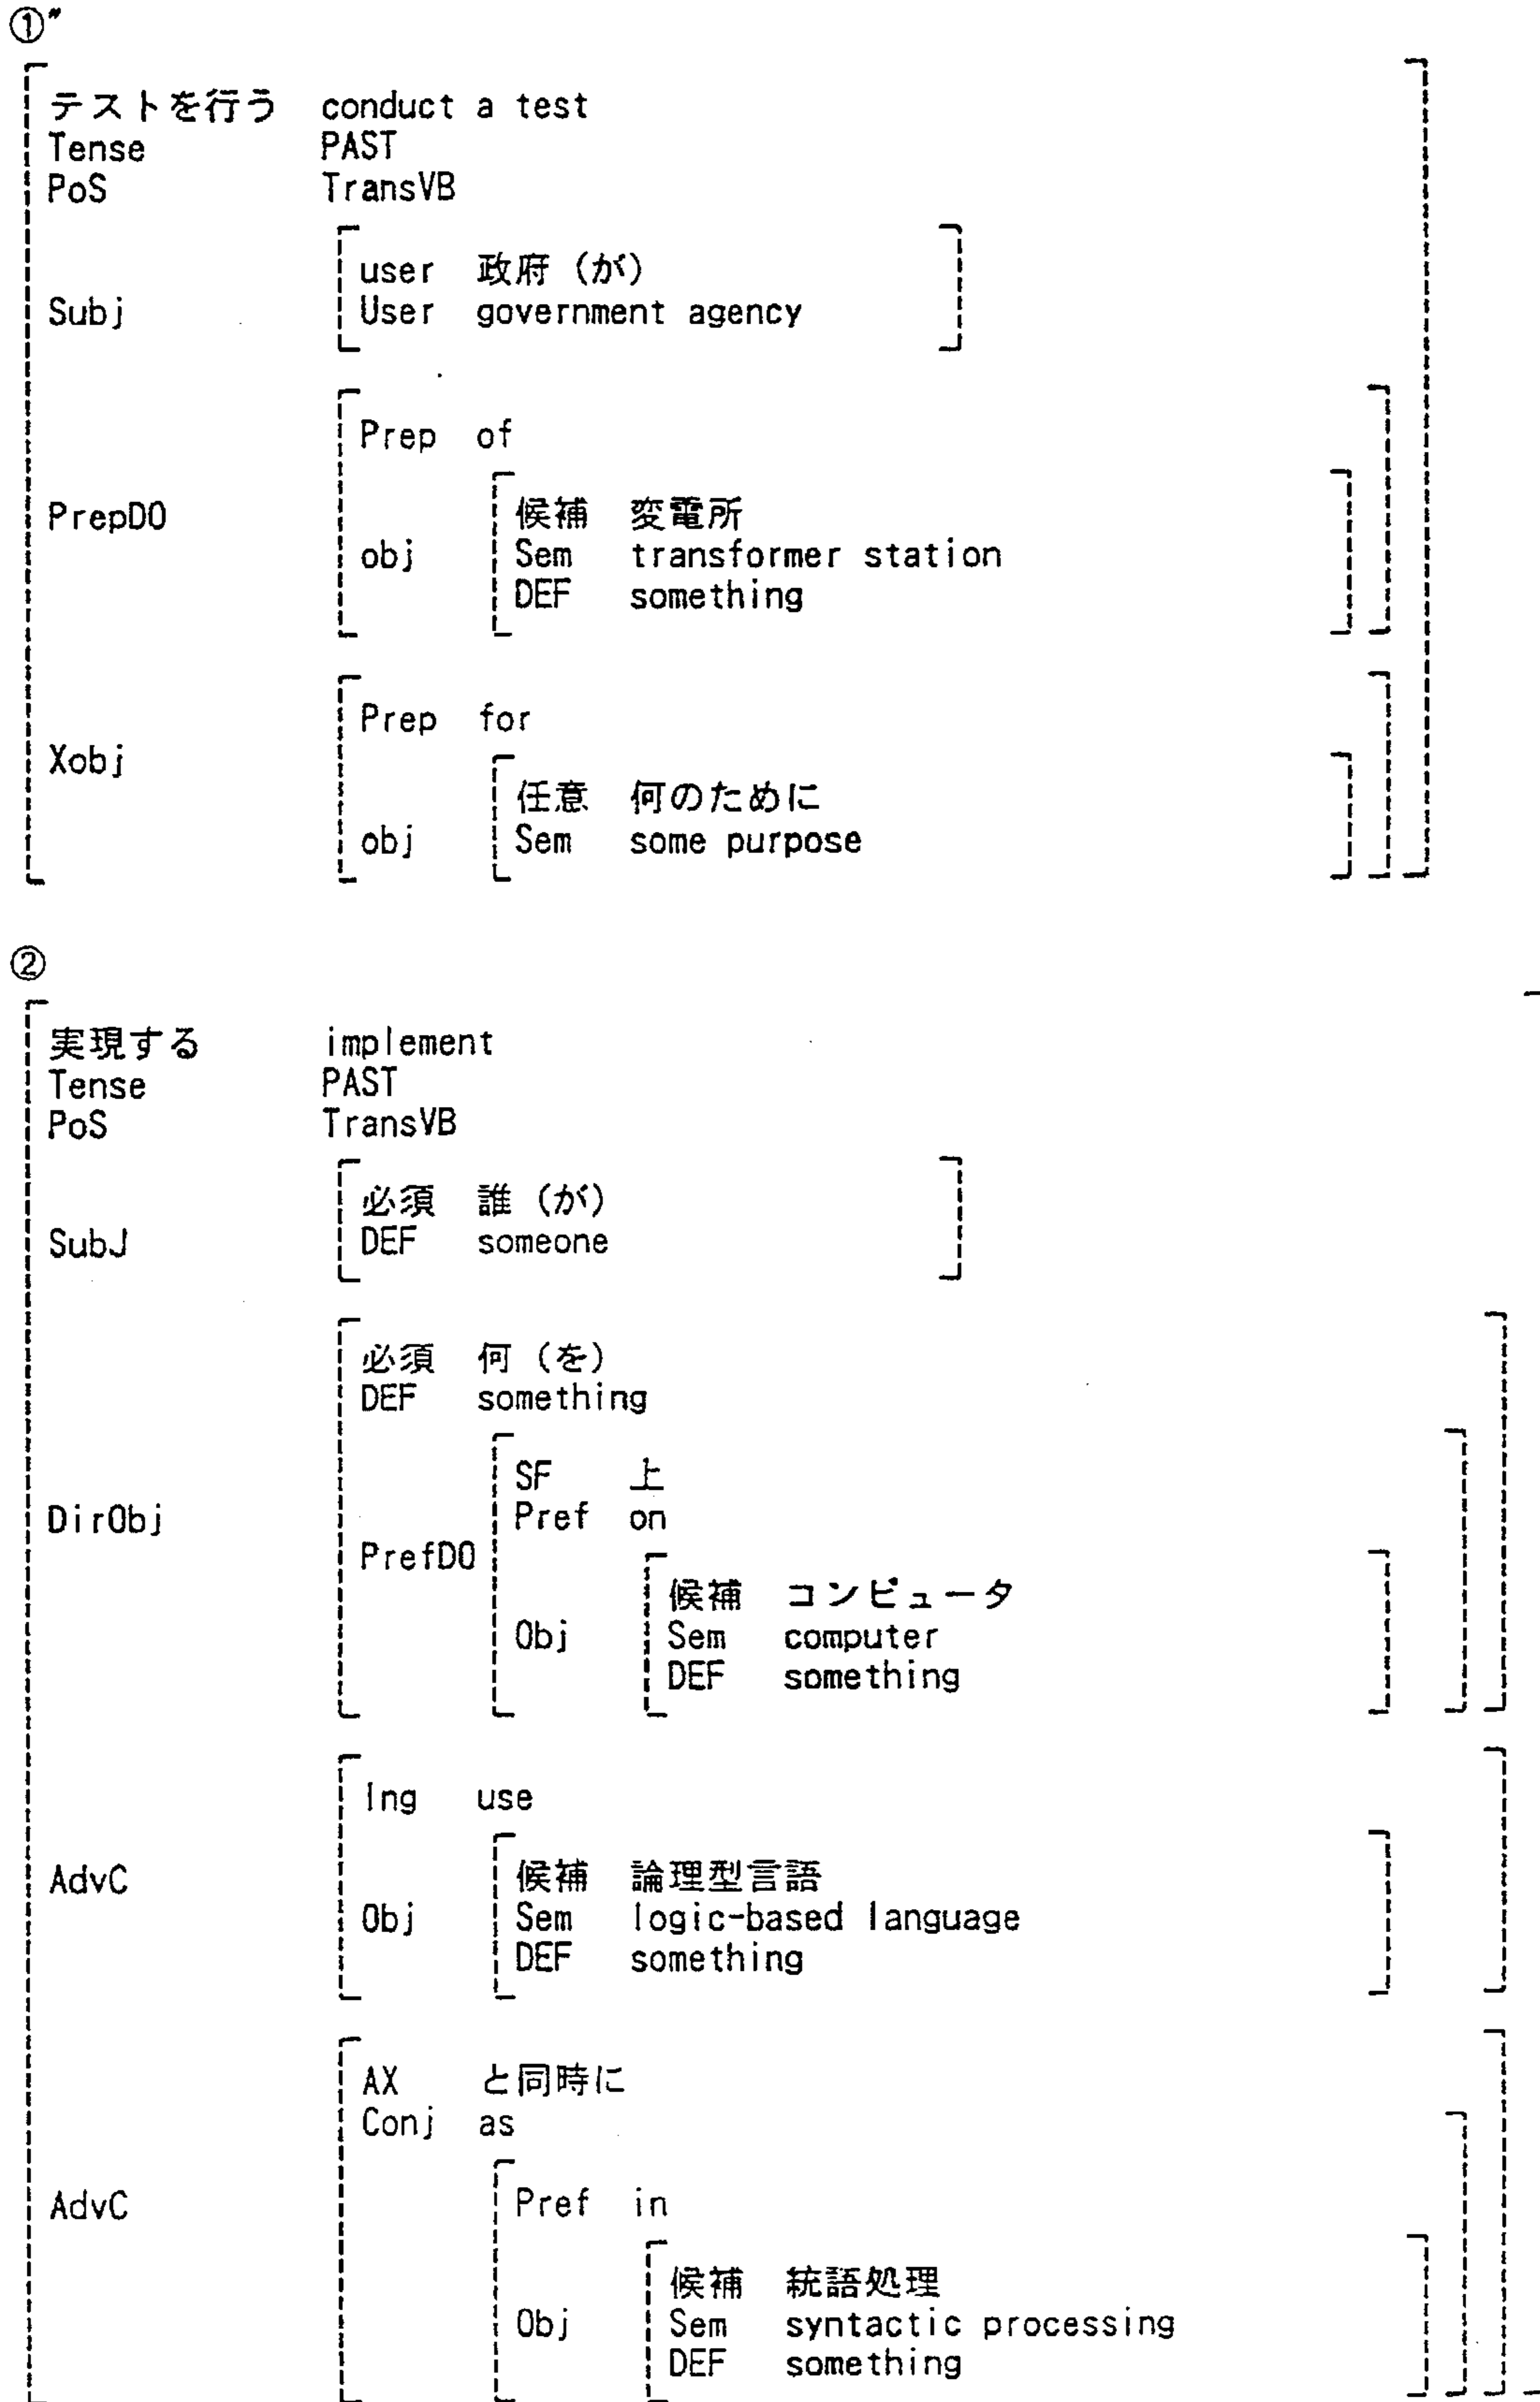 ①″
テストを行う conduct a test
Tense PAST
PoS TransVB
user 政府（が）
Subj User government agency
Prep of
候補 変電所
PrepDO
obj Sem transformer station
DEF something
Prep for
Xobj
任意 何のために
obj Sem some purpose
②
実現する implement
Tense PAST
PoS TransVB
必須 誰（が）
SubJ DEF someone
必須 何（を）
DEF something
SF 上
DirObj Pref on
PrefDO
候補 コンピュータ
Obj Sem computer
DEF something
Ing use
候補 論理型言語
AdvC
Obj Sem logic-based language
DEF something
AX と同時に
Conj as
AdvC Pref in
候補 統語処理
Obj Sem syntactic processing
DEF something